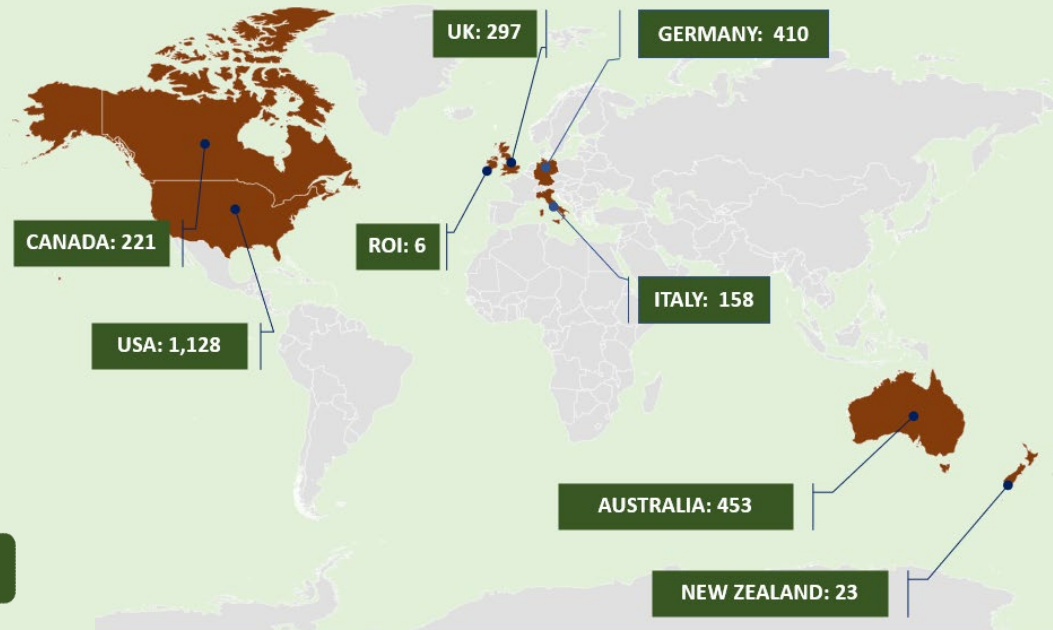 UK: 297
GERMANY: 410
CANADA: 221
ROI: 6
ITALY: 158
USA: 1,128
AUSTRALIA: 453
NEW ZEALAND: 23